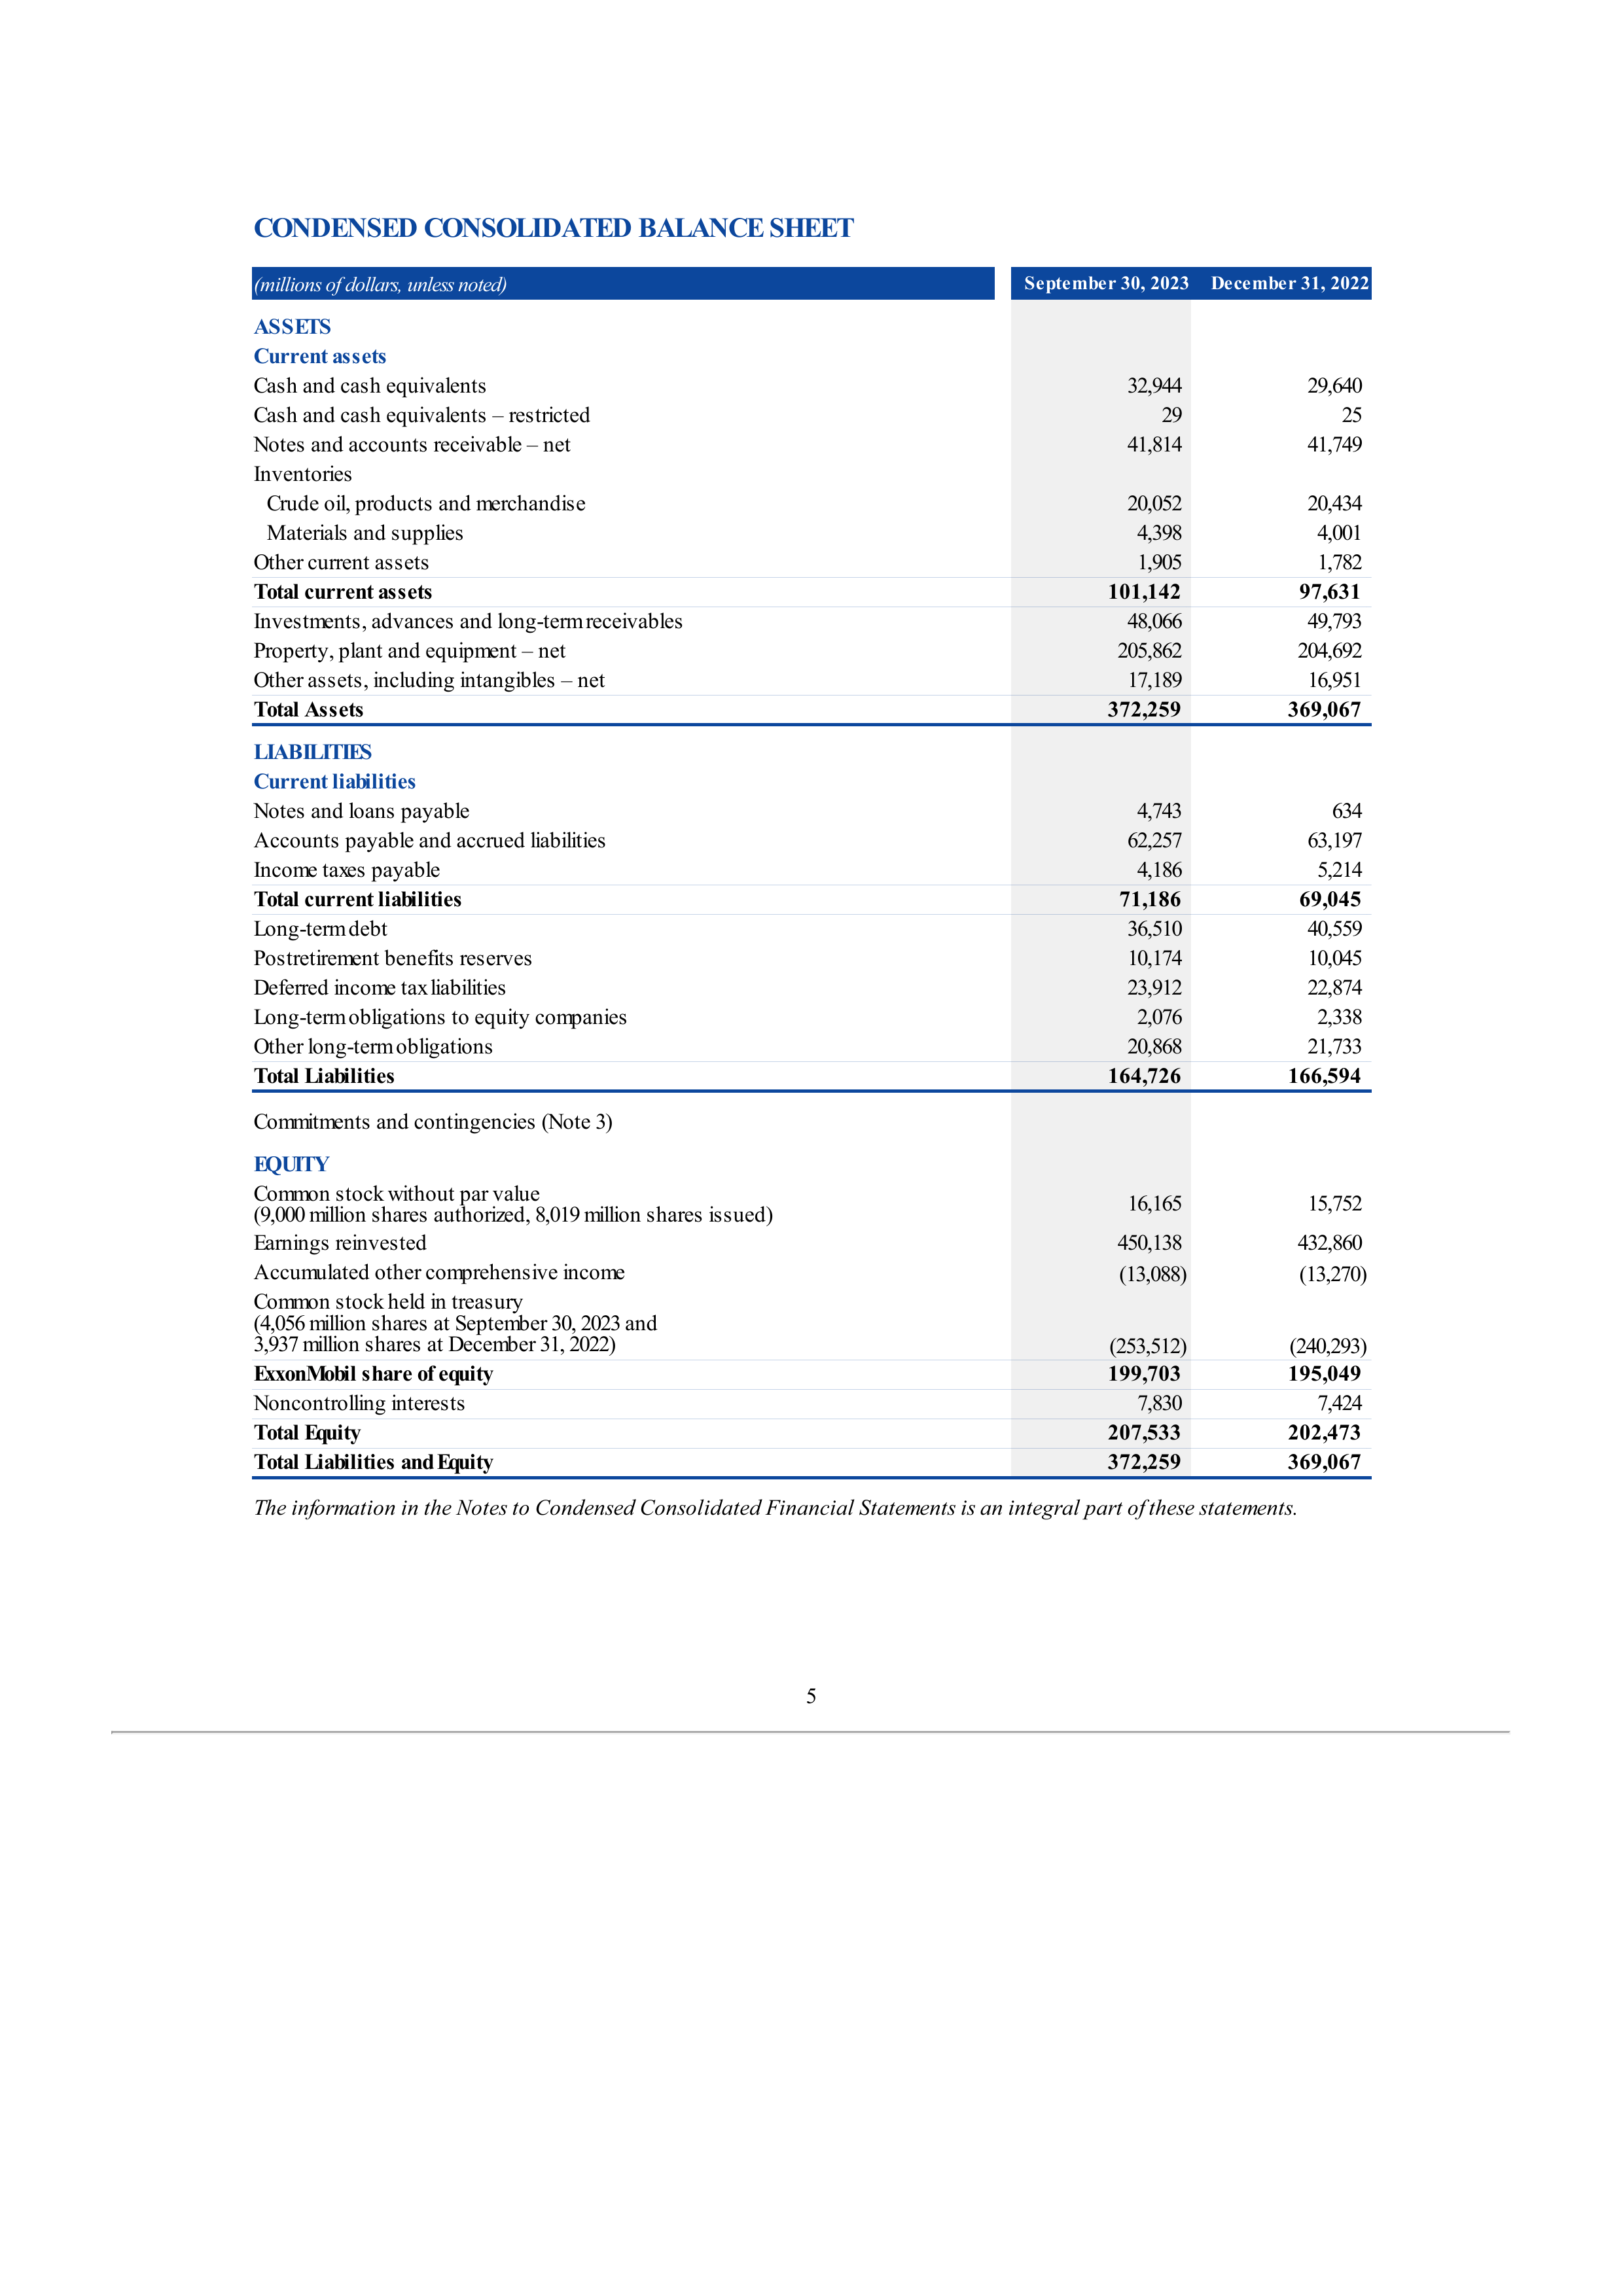 CONDENSED CONSOLIDATED BALANCE SHEET
(millions of dollars, unless noted) September 30, 2023 December 31, 2022
ASSETS
Current assets
Cash and cash equivalents 32,944 29,640
Cash and cash equivalents – restricted 29 25
Notes and accounts receivable – net 41,814 41,749
Inventories
Crude oil, products and merchandise 20,052 20,434
Materials and supplies 4,398 4,001
Other current assets 1,905 1,782
Total current assets 101,142 97,631
Investments, advances and long-term receivables 48,066 49,793
Property, plant and equipment – net 205,862 204,692
Other assets, including intangibles – net 17,189 16,951
Total Assets 372,259 369,067
LIABILITIES
Current liabilities
Notes and loans payable 4,743 634
Accounts payable and accrued liabilities 62,257 63,197
Income taxes payable 4,186 5,214
Total current liabilities 71,186 69,045
Long-term debt 36,510 40,559
Postretirement benefits reserves 10,174 10,045
Deferred income tax liabilities 23,912 22,874
Long-term obligations to equity companies 2,076 2,338
Other long-term obligations 20,868 21,733
Total Liabilities 164,726 166,594
Commitments and contingencies (Note 3)
EQUITY
Common stock without par value
(9,000 million shares authorized, 8,019 million shares issued) 16,165 15,752
Earnings reinvested 450,138 432,860
Accumulated other comprehensive income (13,088) (13,270)
Common stock held in treasury
(4,056 million shares at September 30, 2023 and
3,937 million shares at December 31, 2022) (253,512) (240,293)
ExxonMobil share of equity 199,703 195,049
Noncontrolling interests 7,830 7,424
Total Equity 207,533 202,473
Total Liabilities and Equity 372,259 369,067
The information in the Notes to Condensed Consolidated Financial Statements is an integral part of these statements.
5